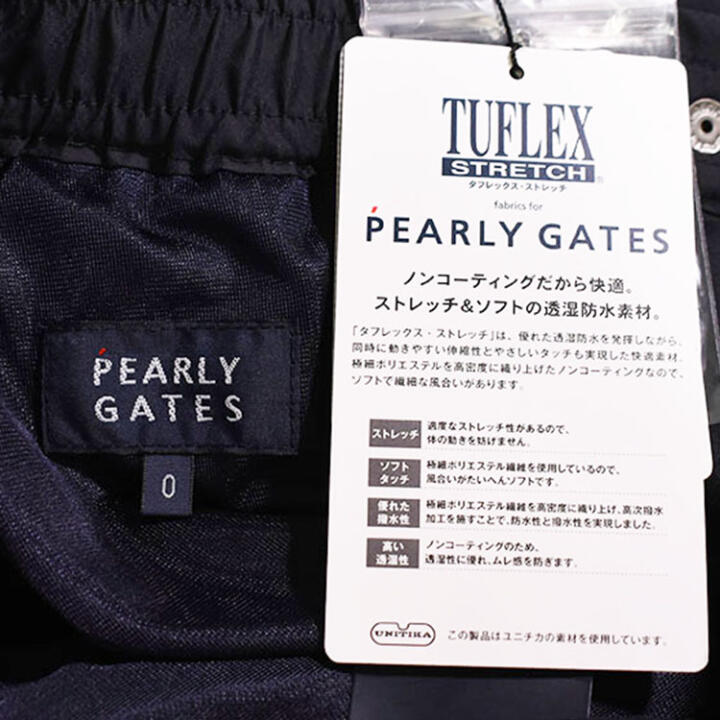 PEARLY
GATES
0
TUFLEX
STRETCH®
タフレックス・ストレッチ
fabrics for
PEARLY GATES
ノンコーティングだから快適。
ストレッチ&ソフトの透湿防水素材。
「タフレックス・ストレッチ」は、優れた透湿防水を発揮しながら、
同時に動きやすい伸縮性とやさしいタッチも実現した快適素材。
極細ポリエステルを高密度に織り上げたノンコーティングなので、
ソフトで繊細な風合いがあります。
ストレッチ
適度なストレッチ性があるので、
体の動きを妨げません。
ソフト
タッチ
極細ポリエステル繊維を使用しているので、
風合いがたいへんソフトです。
優れた
撥水性
極細ポリエステル繊維を高密度に織り上げ、高次撥水
加工を施すことで、防水性と撥水性を実現しました。
高い
透湿性
ノンコーティングのため、
透湿性に優れ、ムレ感を防ぎます。
UNITIKA
この製品はユニチカの素材を使用しています。